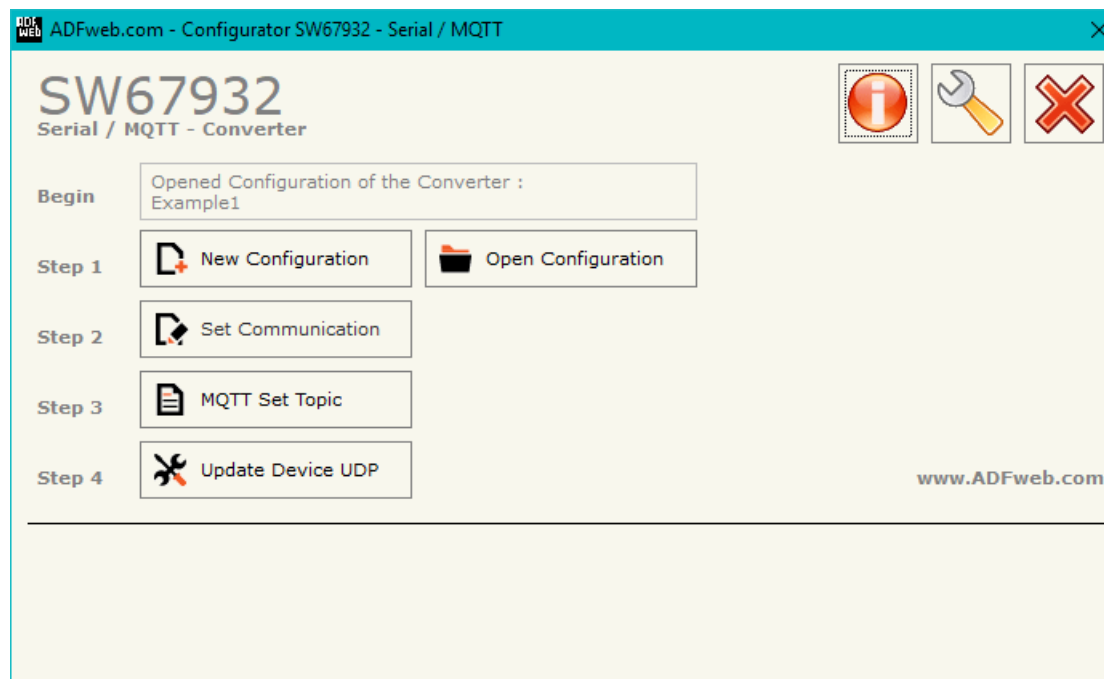 ADF
WEB
ADFweb.com - Configurator SW67932 - Serial / MQTT
SW67932
Serial / MQTT - Converter
Begin
Opened Configuration of the Converter :
Example1
Step 1
New Configuration
Open Configuration
Step 2
Set Communication
Step 3
MQTT Set Topic
Step 4
Update Device UDP
www.ADFweb.com